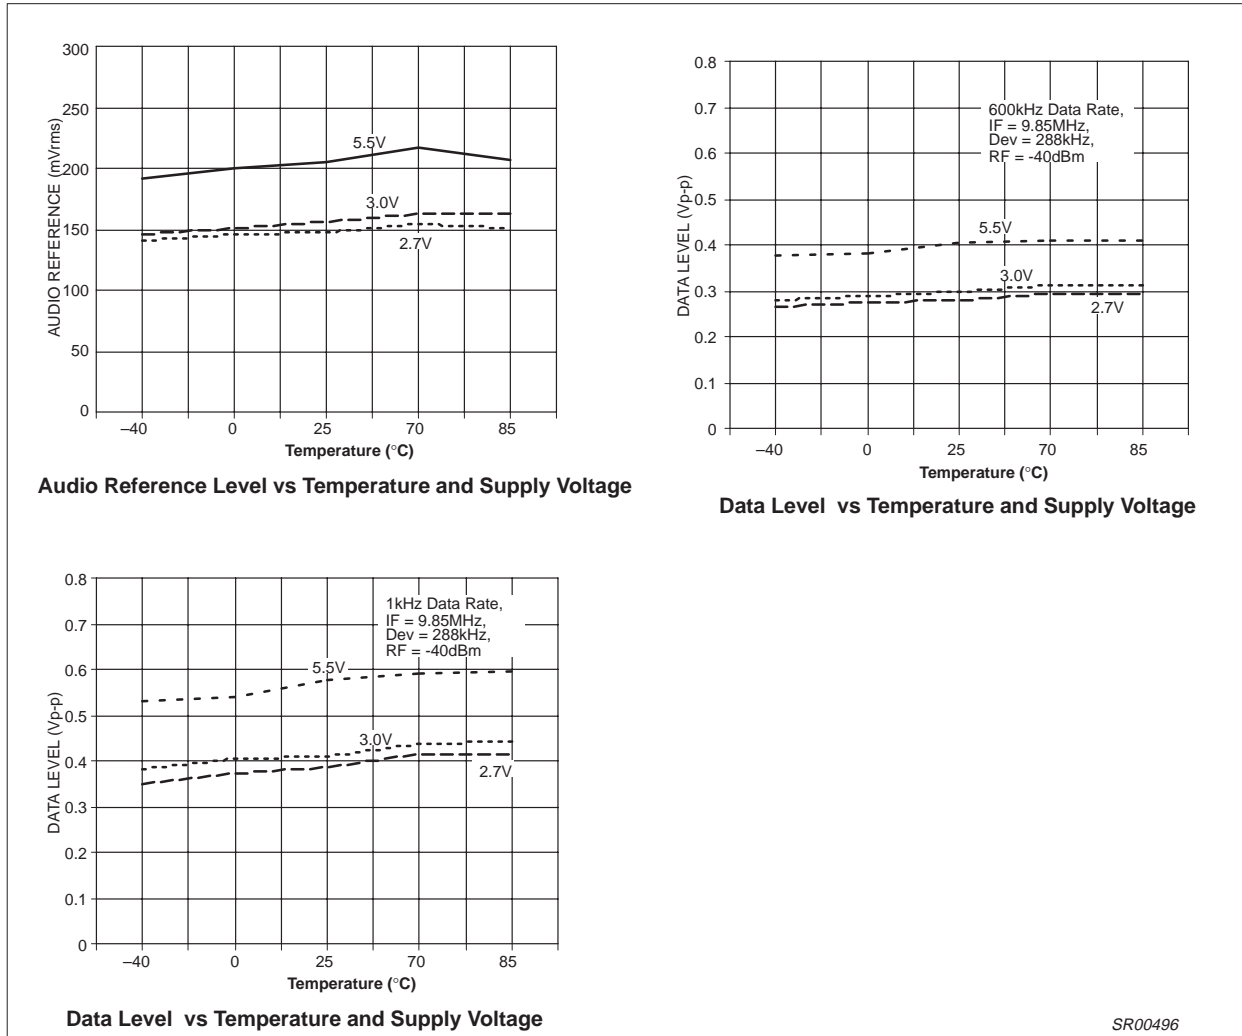 300
250
200
150
100
50
0
AUDIO REFERENCE (mVrms)
5.5V
3.0V
2.7V
–40 0 25 70 85
Temperature (°C)
Audio Reference Level vs Temperature and Supply Voltage
0.8
0.7
0.6
0.5
0.4
0.3
0.2
0.1
0
DATA LEVEL (Vp-p)
600kHz Data Rate,
IF = 9.85MHz,
Dev = 288kHz,
RF = -40dBm
5.5V
3.0V
2.7V
–40 0 25 70 85
Temperature (°C)
Data Level vs Temperature and Supply Voltage
0.8
0.7
0.6
0.5
0.4
0.3
0.2
0.1
0
DATA LEVEL (Vp-p)
1kHz Data Rate,
IF = 9.85MHz,
Dev = 288kHz,
RF = -40dBm
5.5V
3.0V
2.7V
–40 0 25 70 85
Temperature (°C)
Data Level vs Temperature and Supply Voltage
SR00496